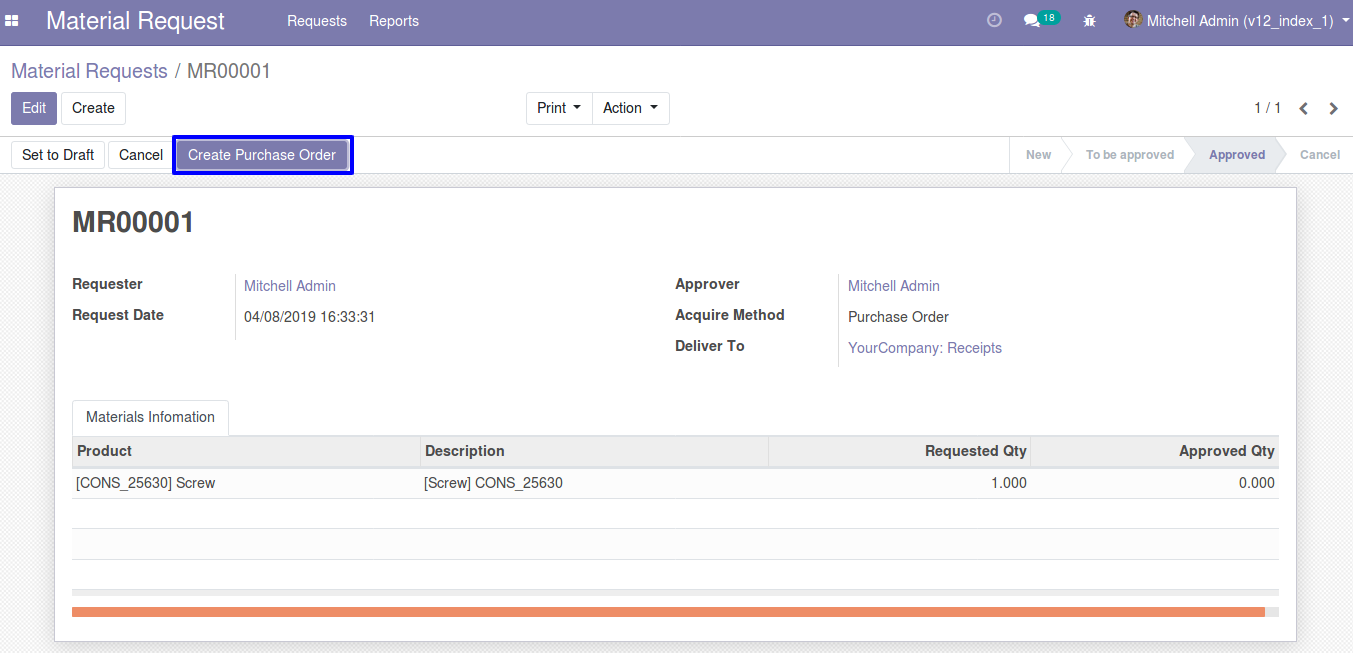 Material Request Requests Reports 18 Mitchell Admin (v12_index_1)
Material Requests / MR00001
Edit Create Print Action 1 / 1
Set to Draft Cancel Create Purchase Order New To be approved Approved Cancel
MR00001
Requester Mitchell Admin Approver Mitchell Admin
Request Date 04/08/2019 16:33:31 Acquire Method Purchase Order
Deliver To YourCompany: Receipts
Materials Infomation
Product Description Requested Qty Approved Qty
[CONS_25630] Screw [Screw] CONS_25630 1.000 0.000